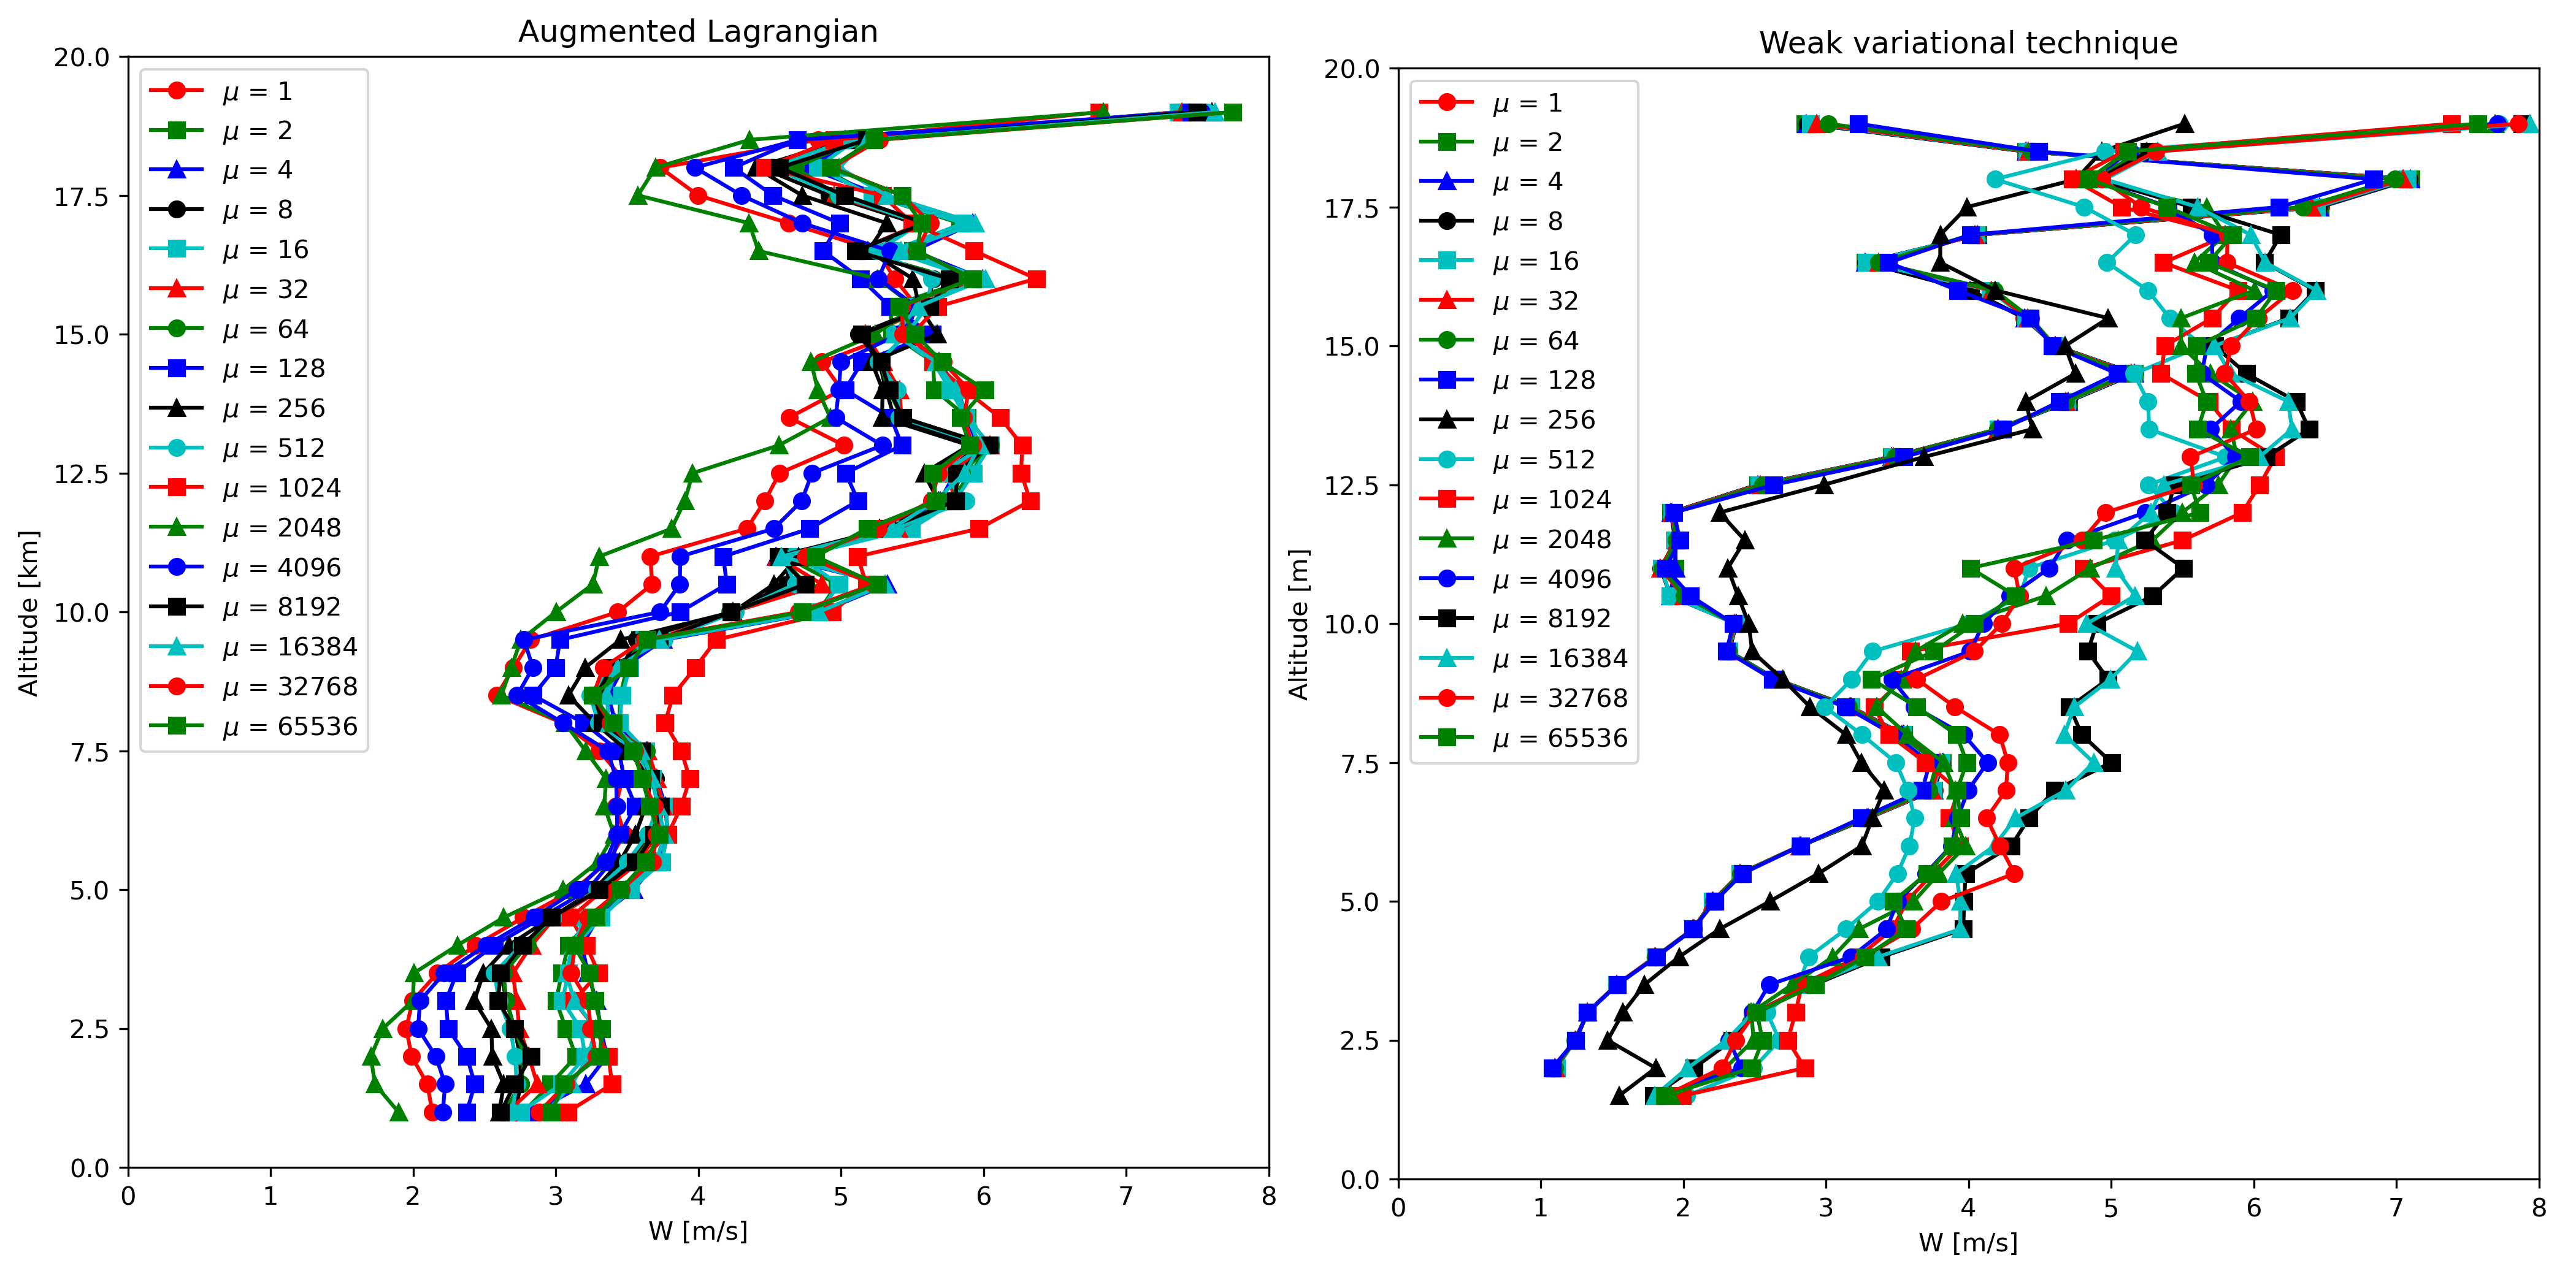 Augmented Lagrangian
20.0
17.5
15.0
12.5
10.0
7.5
5.0
2.5
0.0
Altitude [km]
μ = 1
μ = 2
μ = 4
μ = 8
μ = 16
μ = 32
μ = 64
μ = 128
μ = 256
μ = 512
μ = 1024
μ = 2048
μ = 4096
μ = 8192
μ = 16384
μ = 32768
μ = 65536
0 1 2 3 4 5 6 7 8
W [m/s]
Weak variational technique
20.0
17.5
15.0
12.5
10.0
7.5
5.0
2.5
0.0
Altitude [m]
μ = 1
μ = 2
μ = 4
μ = 8
μ = 16
μ = 32
μ = 64
μ = 128
μ = 256
μ = 512
μ = 1024
μ = 2048
μ = 4096
μ = 8192
μ = 16384
μ = 32768
μ = 65536
0 1 2 3 4 5 6 7 8
W [m/s]